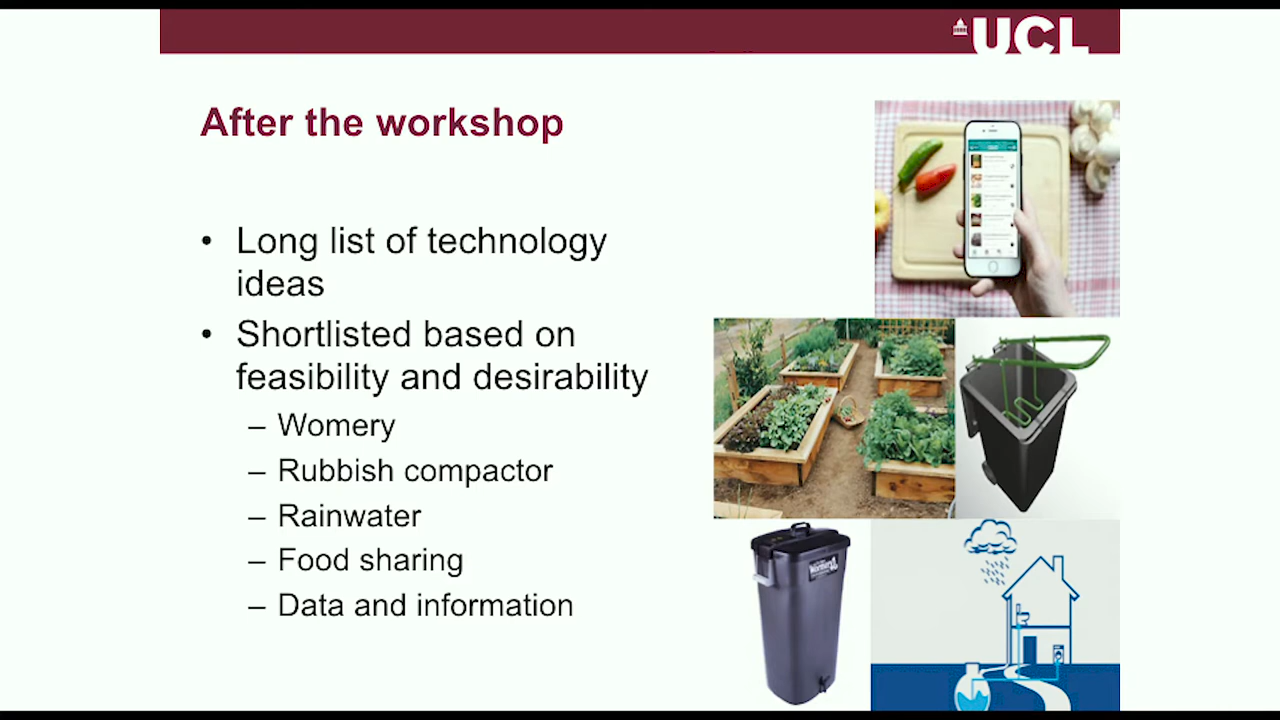 UCL
After the workshop
• Long list of technology
ideas
• Shortlisted based on
feasibility and desirability
– Womery
– Rubbish compactor
– Rainwater
– Food sharing
– Data and information